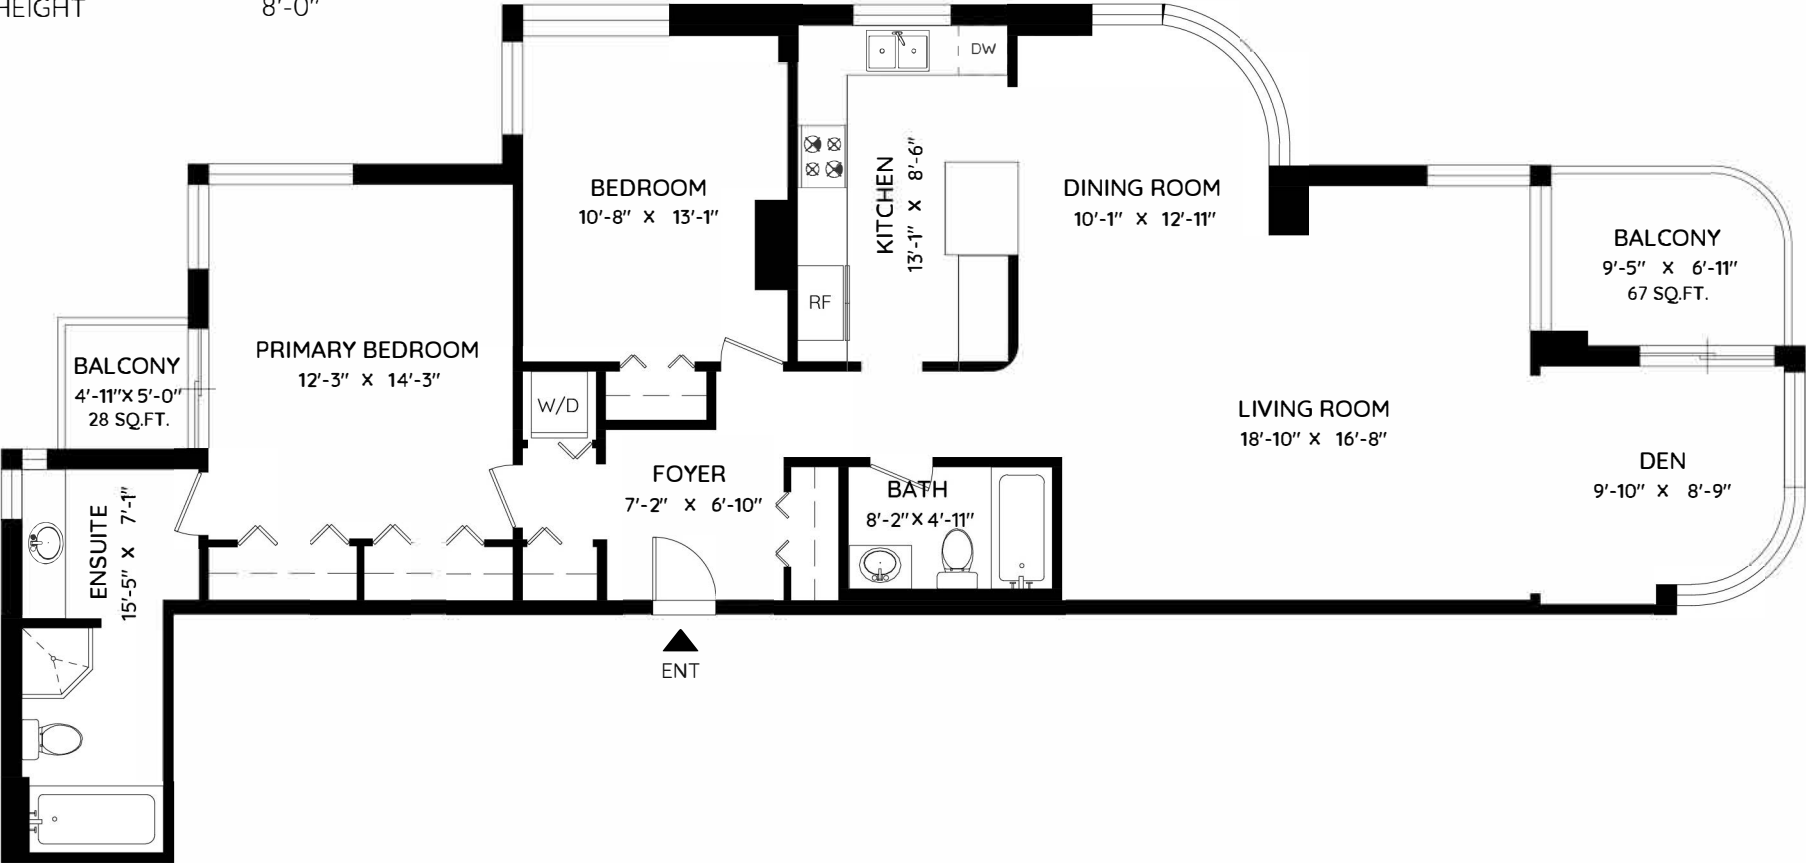 HEIGHT 8'-0"
DW
BEDROOM
10'-8" X 13'-1"
KITCHEN
13'-1" X 8'-6"
DINING ROOM
10'-1" X 12'-11"
BALCONY
9'-5" X 6'-11"
67 SQ.FT.
RF
PRIMARY BEDROOM
12'-3" X 14'-3"
BALCONY
4'-11"X 5'-0"
28 SQ.FT.
W/D
LIVING ROOM
18'-10" X 16'-8"
FOYER
7'-2" X 6'-10"
BATH
8'-2"X 4'-11"
DEN
9'-10" X 8'-9"
ENSUITE
15'-5" X 7'-1"
ENT